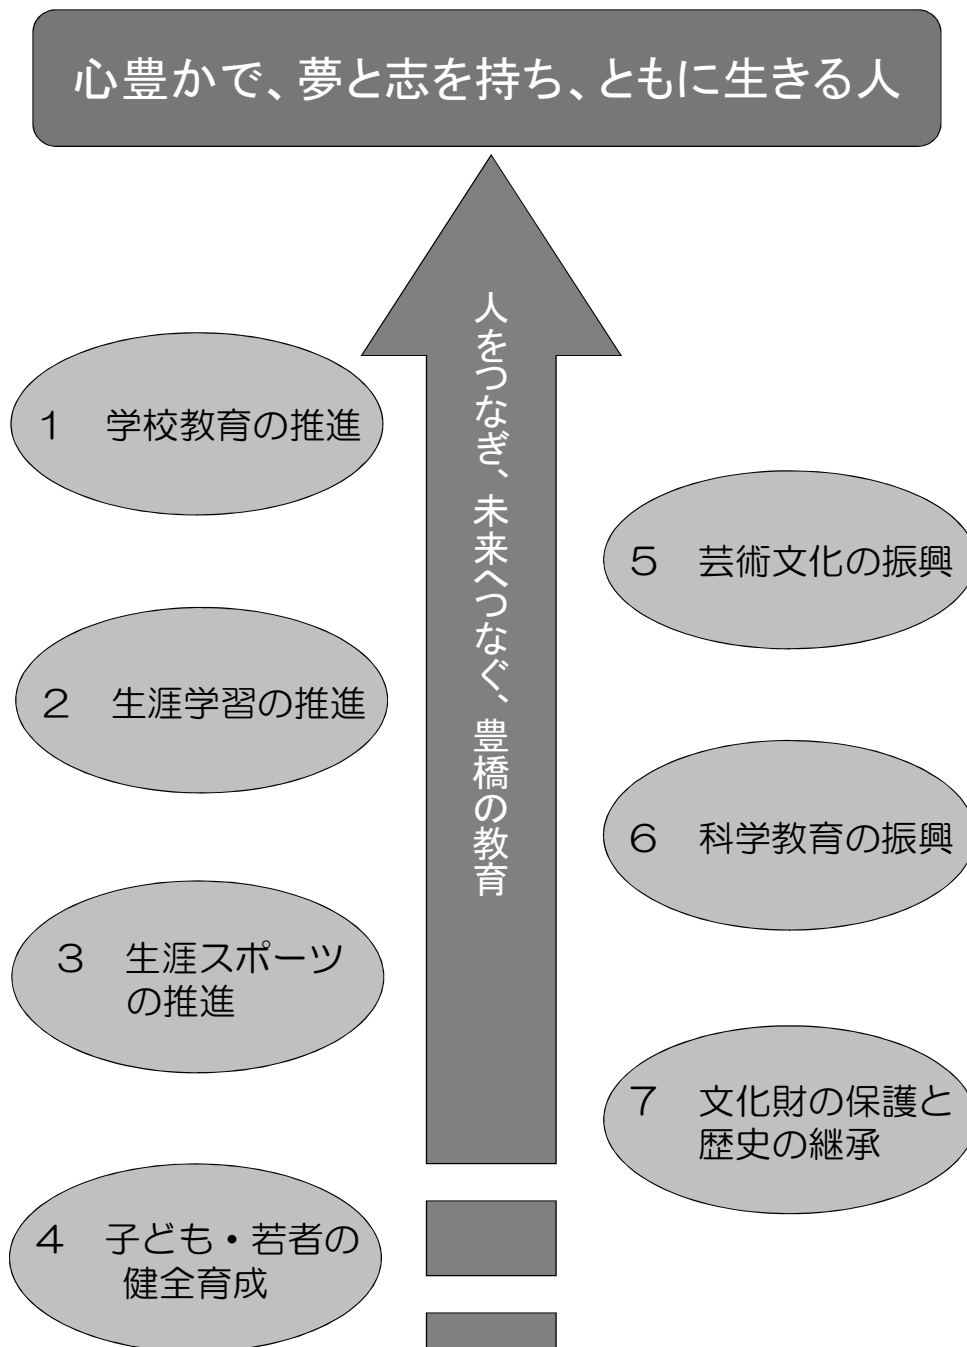 心豊かで、夢と志を持ち、ともに生きる人
人をつなぎ、未来へつなぐ、豊橋の教育
1 学校教育の推進
2 生涯学習の推進
3 生涯スポーツ
の推進
4 子ども・若者の
健全育成
5 芸術文化の振興
6 科学教育の振興
7 文化財の保護と
歴史の継承